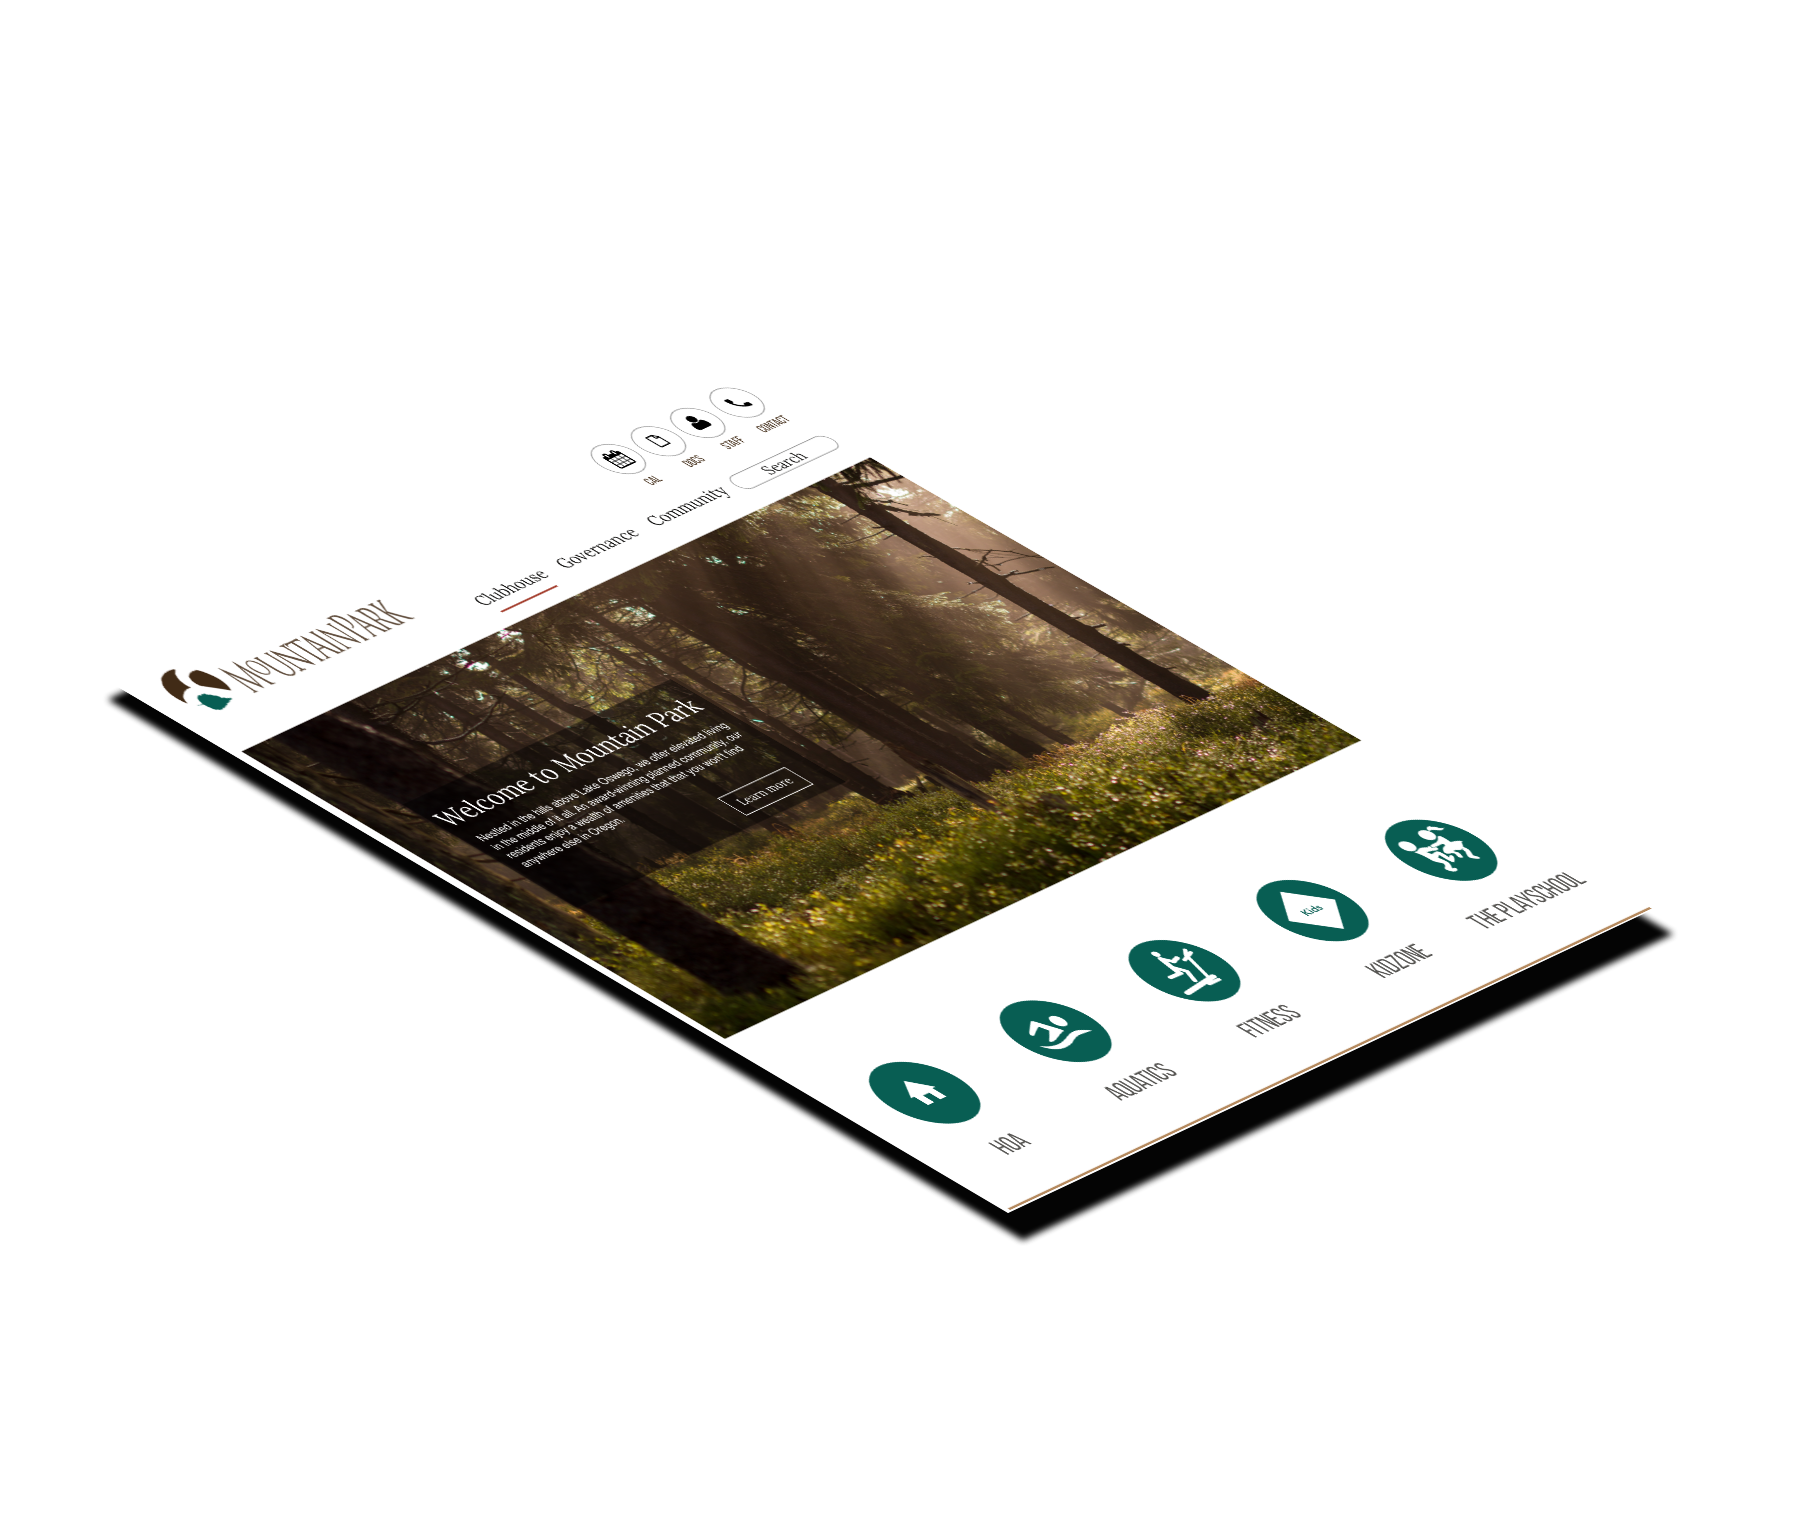 CAL
DOCS
STAFF
CONTACT
MOUNTAINPARK
Clubhouse
Governance
Community
Search
Welcome to Mountain Park
Nestled in the hills above Lake Oswego, we offer elevated living
in the middle of it all. An award-winning planned community, our
residents enjoy a wealth of amenities that that you won't find
anywhere else in Oregon.
Learn more
HOA
AQUATICS
FITNESS
Kids
KIDZONE
THE PLAYSCHOOL